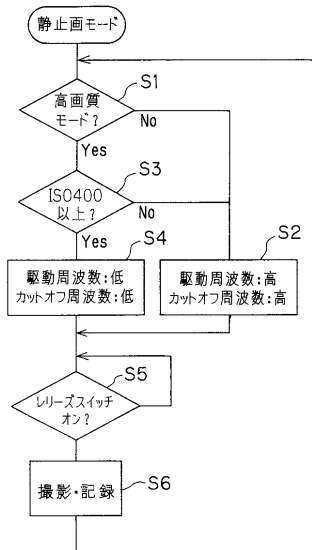 静止画モード
S1
高画質
モード?
No
Yes
S3
ISO400
以上?
No
Yes
S4
S2
駆動周波数:低
カットオフ周波数:低
駆動周波数:高
カットオフ周波数:高
S5
レリーズスイッチ
オン?
S6
撮影・記録